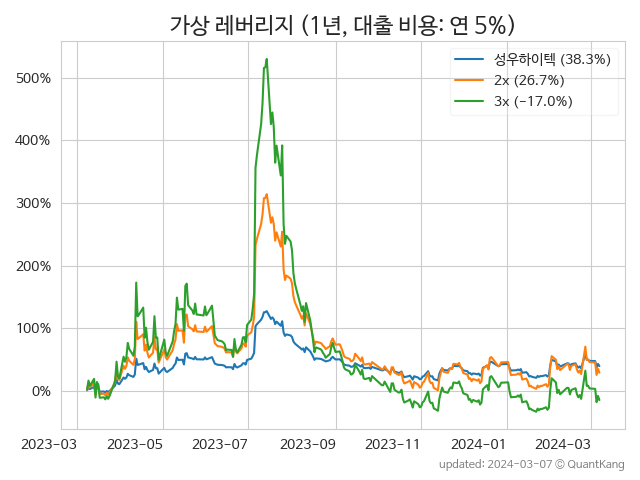 가상 레버리지 (1년, 대출 비용: 연 5%)
성우하이텍 (38.3%)
2x (26.7%)
3x (-17.0%)
500%
400%
300%
200%
100%
0%
2023-03 2023-05 2023-07 2023-09 2023-11 2024-01 2024-03
updated: 2024-03-07 © QuantKang